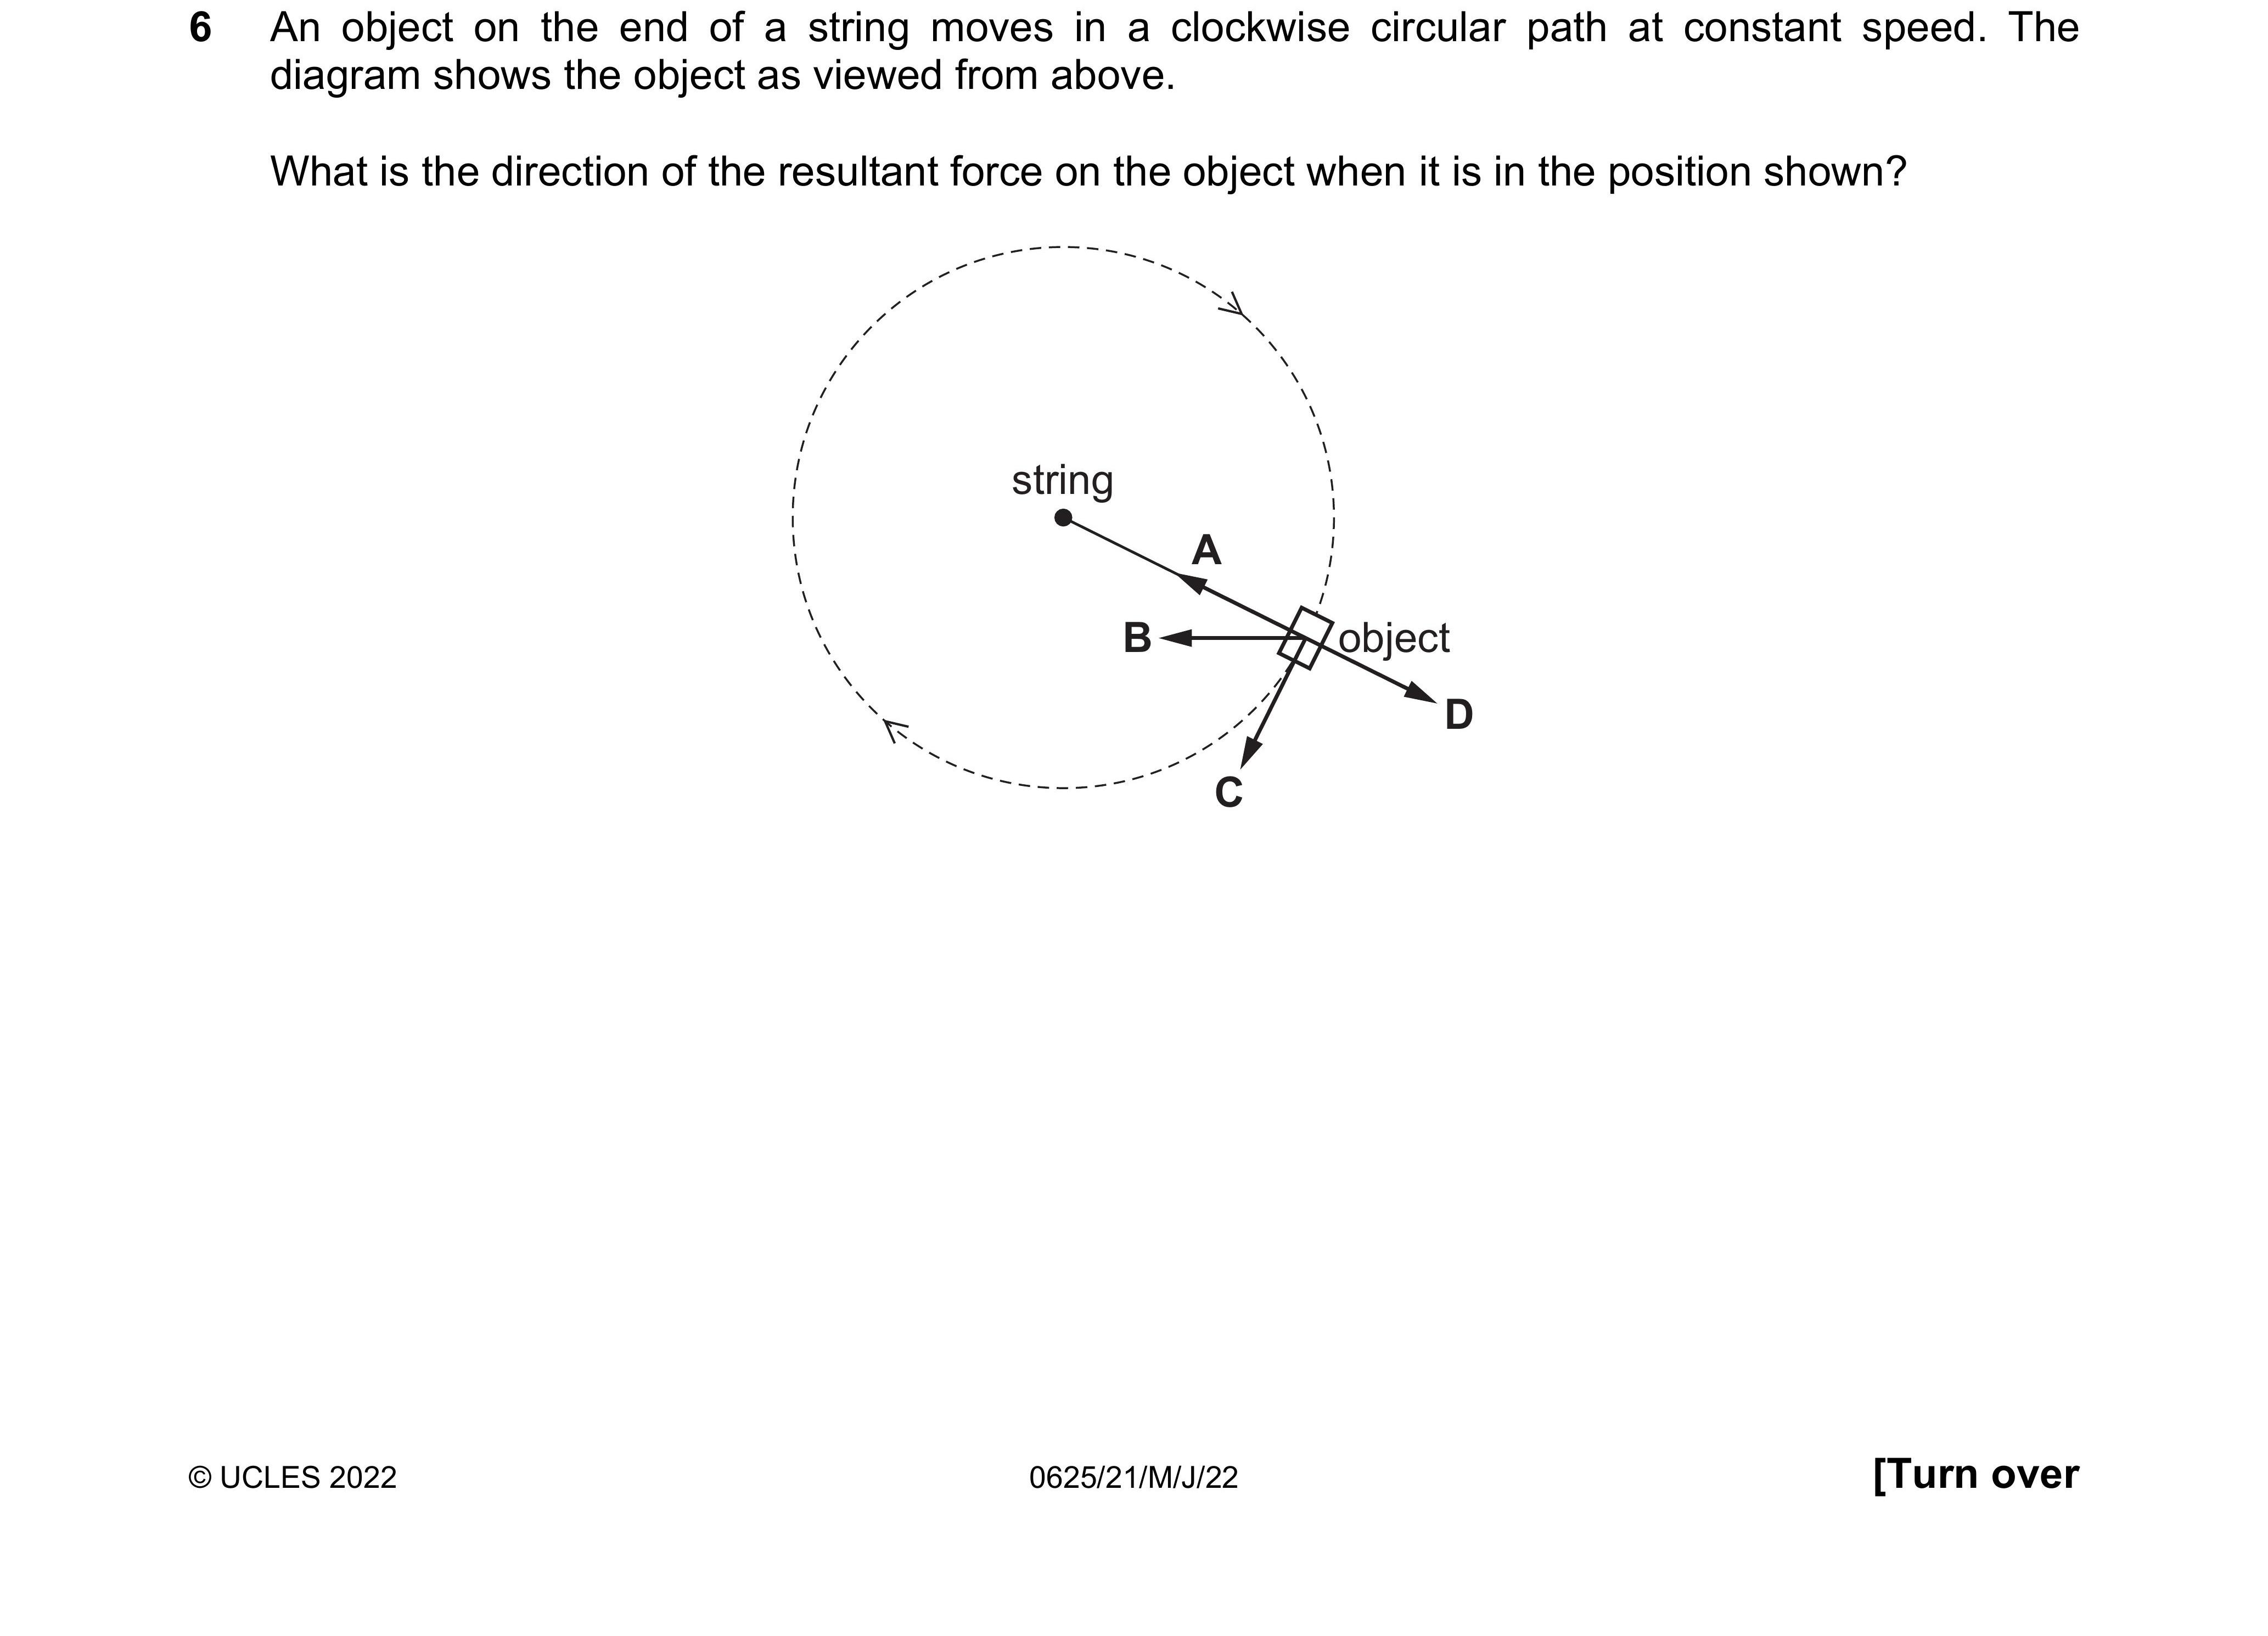 6 An object on the end of a string moves in a clockwise circular path at constant speed. The
diagram shows the object as viewed from above.
What is the direction of the resultant force on the object when it is in the position shown?
string
A
B
object
D
C
© UCLES 2022
0625/21/M/J/22
[Turn over